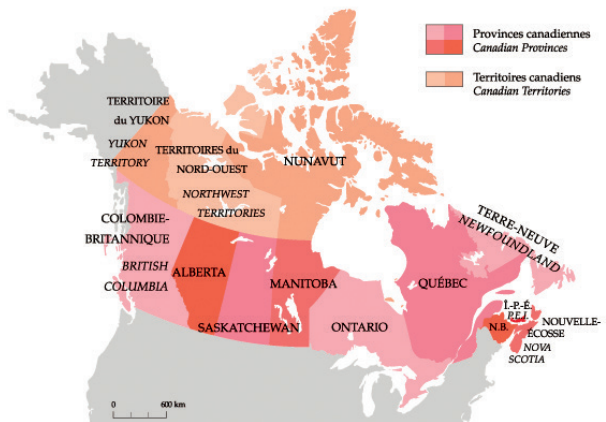 Provinces canadiennes
Canadian Provinces
Territoires canadiens
Canadian Territories
TERRITOIRE
du YUKON
YUKON
TERRITORY
TERRITOIRES du
NORD-OUEST
NORTHWEST
TERRITORIES
NUNAVUT
COLOMBIE-
BRITANNIQUE
BRITISH
COLUMBIA
ALBERTA
SASKATCHEWAN
MANITOBA
ONTARIO
QUÉBEC
TERRE-NEUVE
NEWFOUNDLAND
Î.-P.-É.
P.E.I.
N.B.
NOUVELLE-
ÉCOSSE
NOVA
SCOTIA
0 600 km